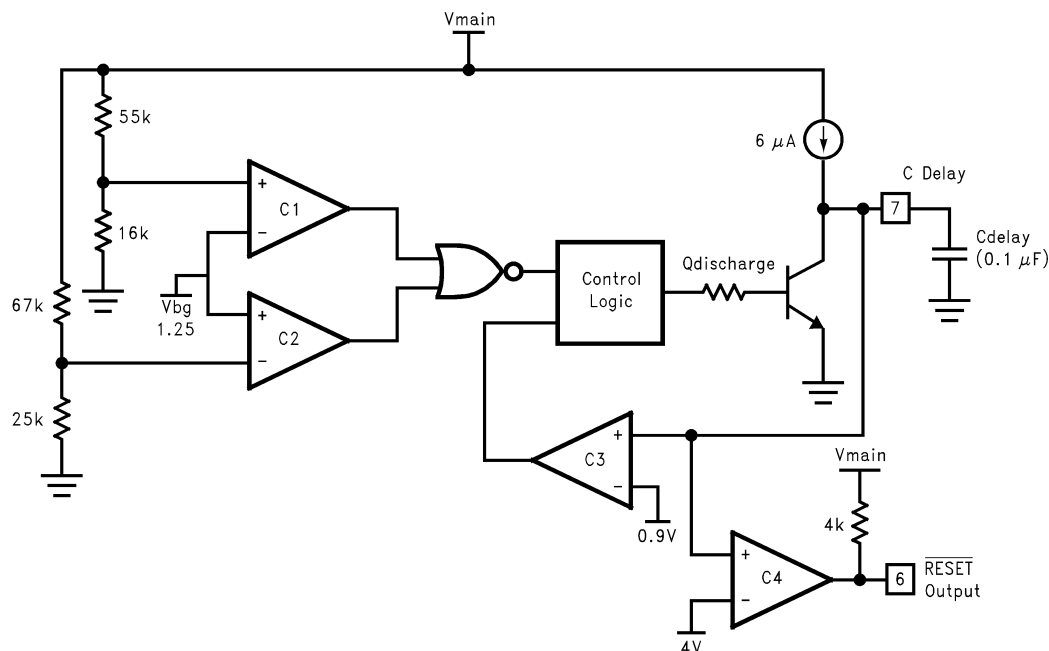 Vmain
55k
6 μA
C Delay
+
C1
−
7
16k
Qdischarge
Cdelay
(0.1 μF)
Control
Logic
67k
Vbg
1.25
+
C2
−
25k
+
C3
−
Vmain
0.9V
4k
+
C4
−
6
RESET
Output
4V